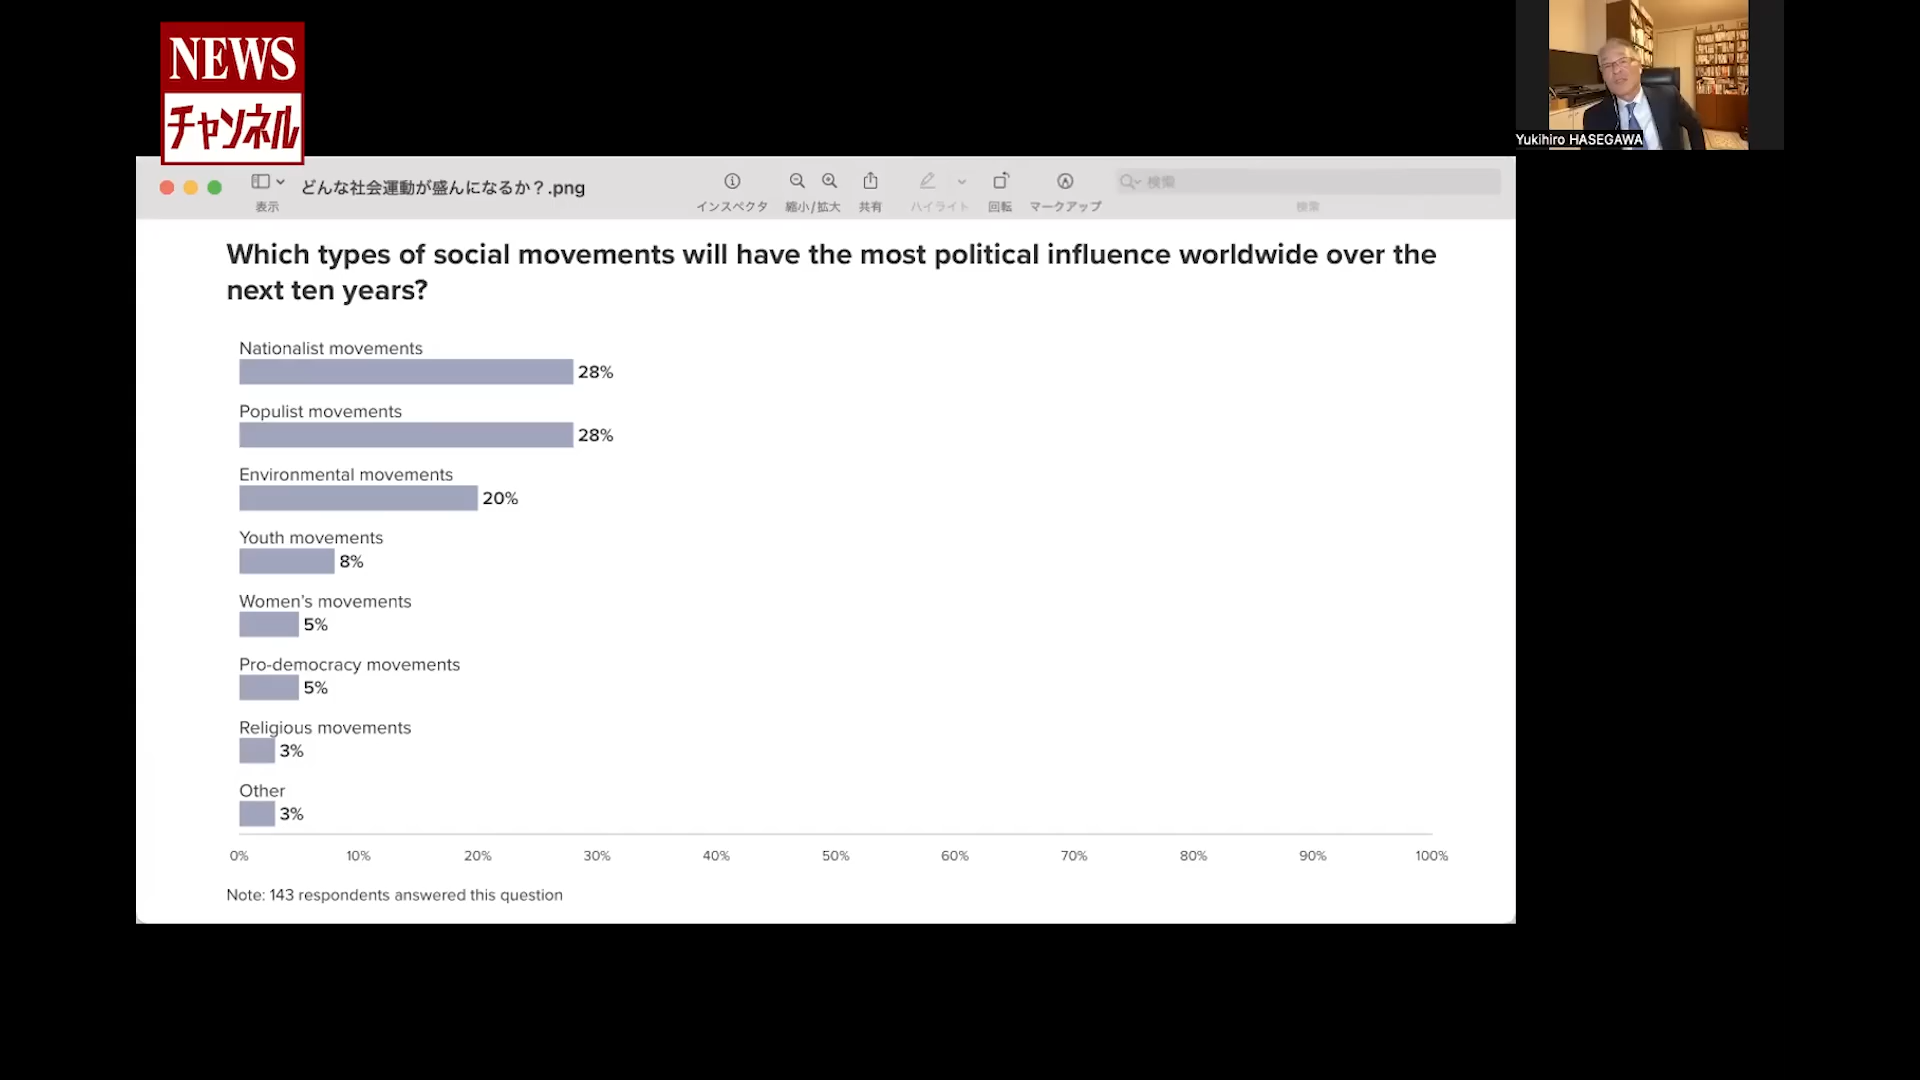 NEWS
チャンネル
Yukihiro HASEGAWA
どんな社会運動が盛んになるか？.png
表示
インスペクタ
縮小/拡大
共有
ハイライト
回転
マークアップ
検索
検索
Which types of social movements will have the most political influence worldwide over the
next ten years?
Nationalist movements
28%
Populist movements
28%
Environmental movements
20%
Youth movements
8%
Women’s movements
5%
Pro-democracy movements
5%
Religious movements
3%
Other
3%
0% 10% 20% 30% 40% 50% 60% 70% 80% 90% 100%
Note: 143 respondents answered this question